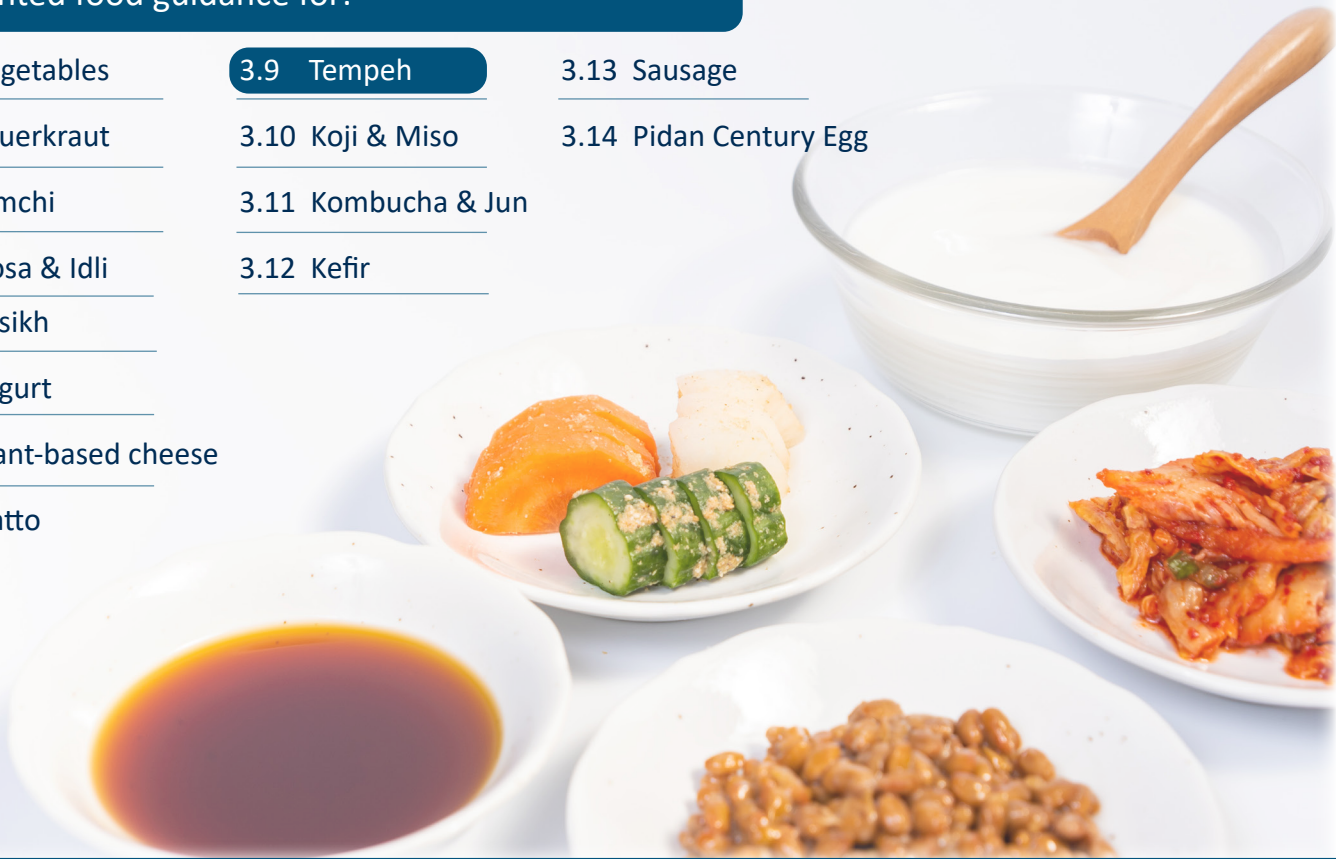 nted food guidance for:
getables
uerkraut
mchi
osa & Idli
sikh
gurt
ant-based cheese
atto
3.9 Tempeh
3.10 Koji & Miso
3.11 Kombucha & Jun
3.12 Kefir
3.13 Sausage
3.14 Pidan Century Egg